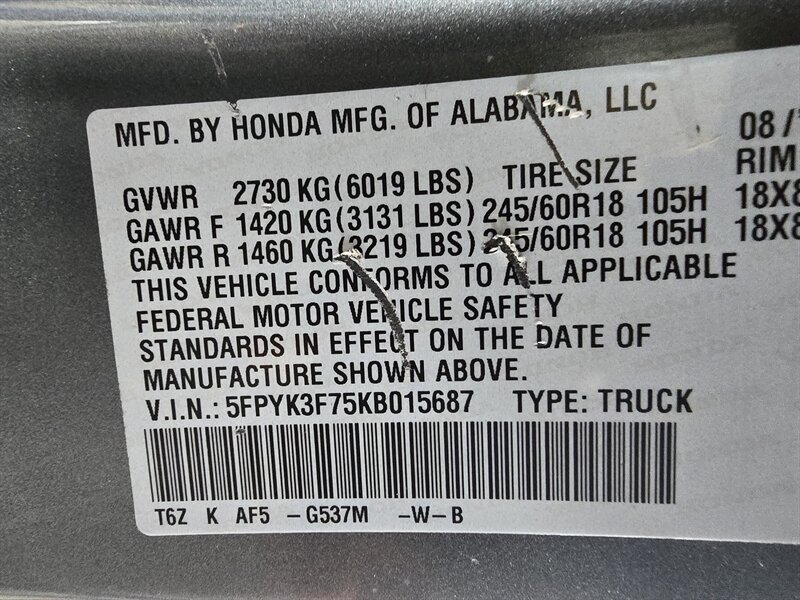 MFD. BY HONDA MFG. OF ALABAMA, LLC
08 /
GVWR 2730 KG (6019 LBS) TIRE SIZE RIM
GAWR F 1420 KG (3131 LBS) 245/60R18 105H 18X8
GAWR R 1460 KG (3219 LBS) 245/60R18 105H 18X8
THIS VEHICLE CONFORMS TO ALL APPLICABLE
FEDERAL MOTOR VEHICLE SAFETY
STANDARDS IN EFFECT ON THE DATE OF
MANUFACTURE SHOWN ABOVE.
V.I.N.: 5FPYK3F75KB015687 TYPE: TRUCK
T6Z K AF5 -G537M -W-B